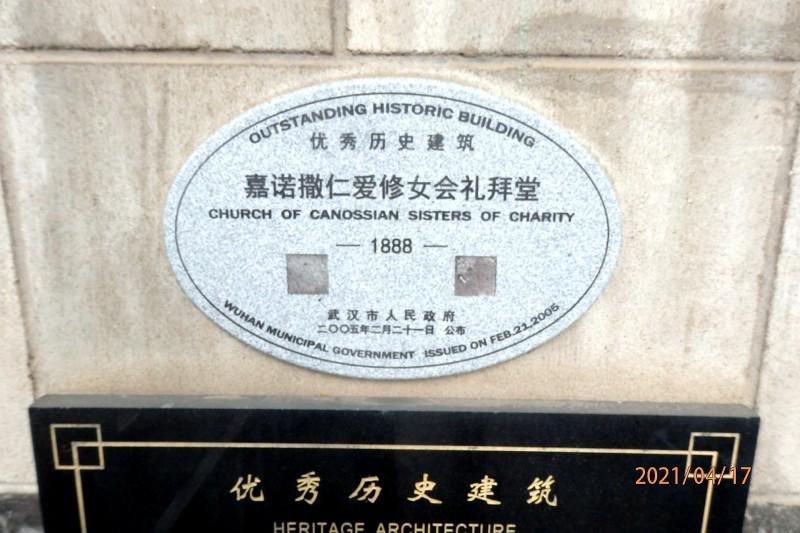 OUTSTANDING HISTORIC BUILDING
优秀历史建筑
嘉诺撒仁爱修女会礼拜堂
CHURCH OF CANOSSIAN SISTERS OF CHARITY
— 1888 —
武汉市人民政府
二〇〇五年二月二十一日 公布
WUHAN MUNICIPAL GOVERNMENT ISSUED ON FEB.21.2005
优秀历史建筑
HERITAGE ARCHITECTURE
2021/04/17